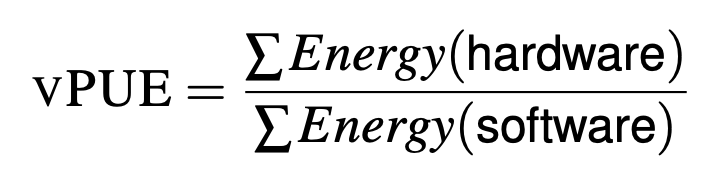 vPUE = ∑ Energy(hardware) / ∑ Energy(software)